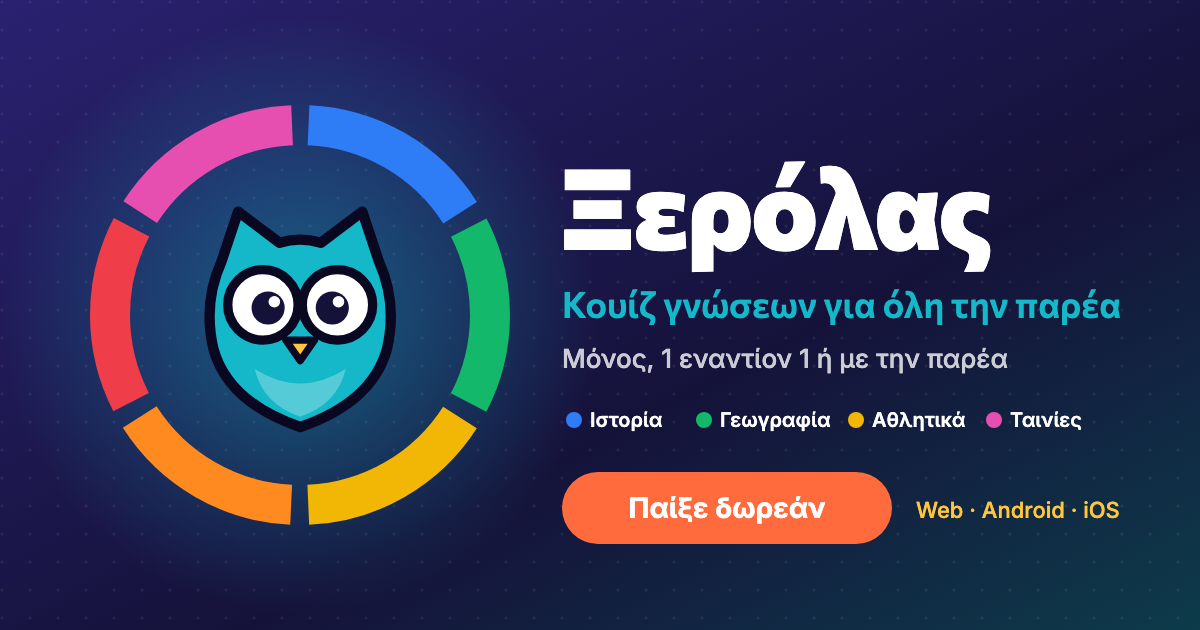 Ξερόλας
Κουίζ γνώσεων για όλη την παρέα
Μόνος, 1 εναντίον 1 ή με την παρέα
Ιστορία Γεωγραφία Αθλητικά Ταινίες
Παίξε δωρεάν
Web · Android · iOS